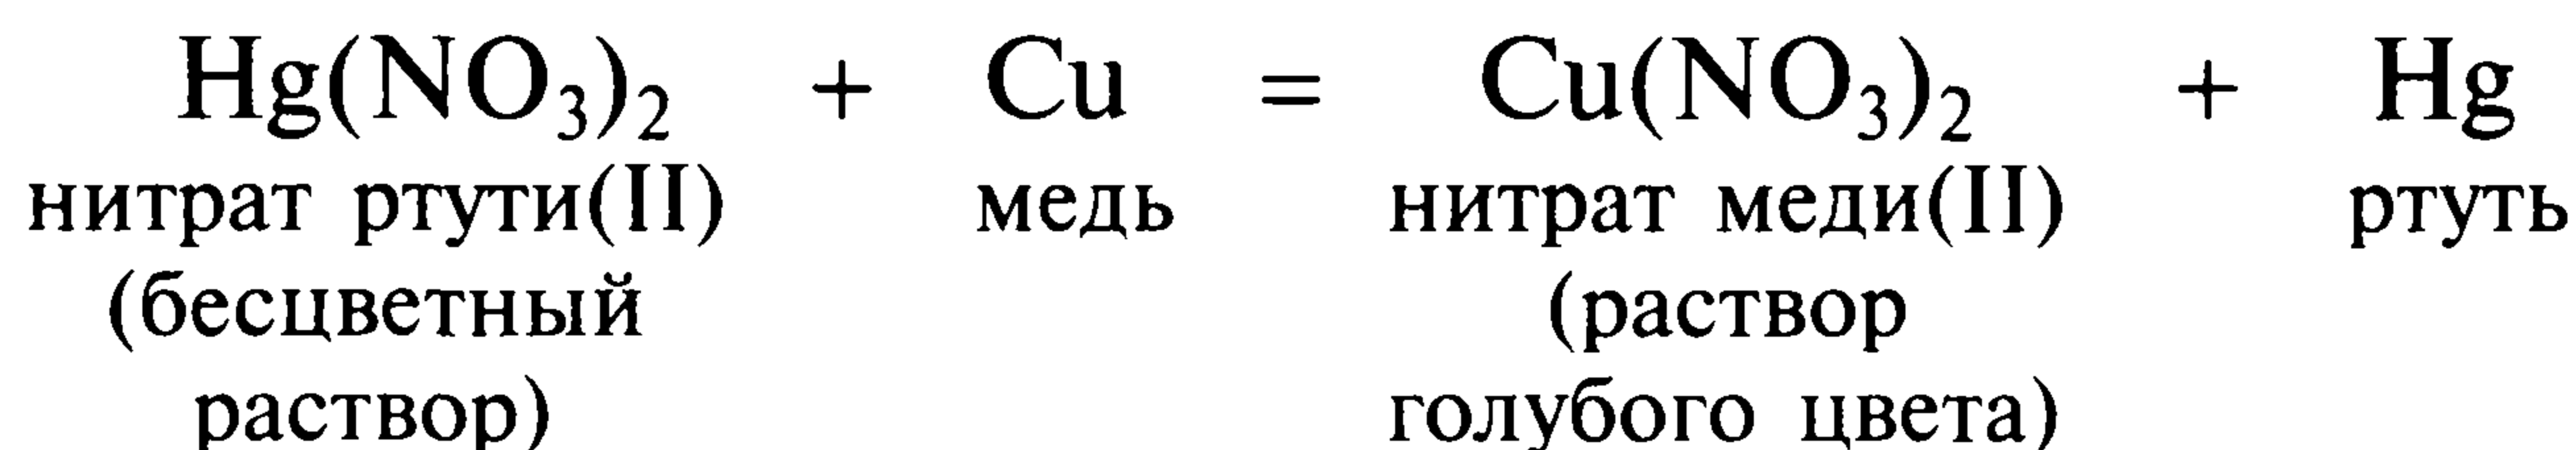 Hg(NO₃)₂ + Cu = Cu(NO₃)₂ + Hg
нитрат ртути(II) медь нитрат меди(II) ртуть
(бесцветный (раствор
раствор) голубого цвета)